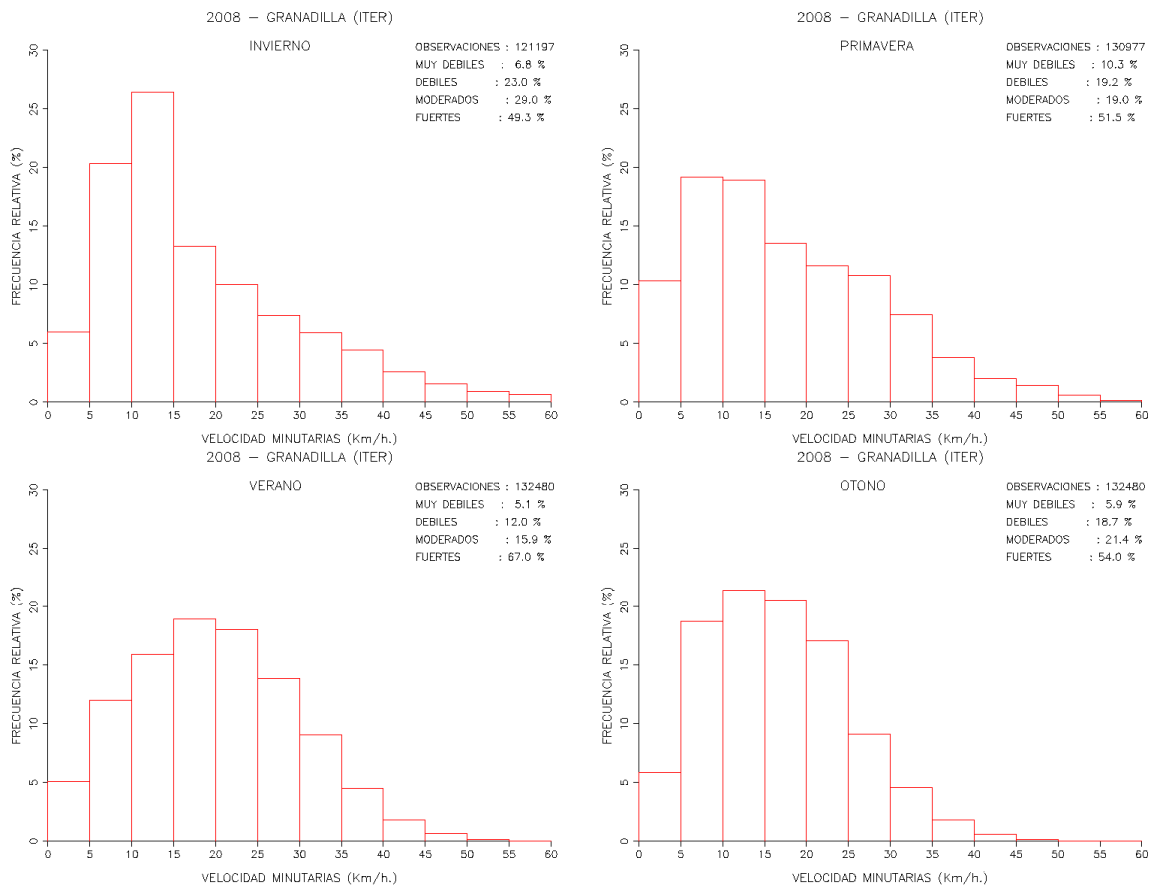 2008 – GRANADILLA (ITER)
INVIERNO
OBSERVACIONES : 121197
MUY DEBILES : 6.8 %
DEBILES : 23.0 %
MODERADOS : 29.0 %
FUERTES : 49.3 %
FRECUENCIA RELATIVA (%)
30
25
20
15
10
5
0
0 5 10 15 20 25 30 35 40 45 50 55 60
VELOCIDAD MINUTARIAS (Km/h.)
2008 – GRANADILLA (ITER)
PRIMAVERA
OBSERVACIONES : 130977
MUY DEBILES : 10.3 %
DEBILES : 19.2 %
MODERADOS : 19.0 %
FUERTES : 51.5 %
FRECUENCIA RELATIVA (%)
30
25
20
15
10
5
0
0 5 10 15 20 25 30 35 40 45 50 55 60
VELOCIDAD MINUTARIAS (Km/h.)
2008 – GRANADILLA (ITER)
VERANO
OBSERVACIONES : 132480
MUY DEBILES : 5.1 %
DEBILES : 12.0 %
MODERADOS : 15.9 %
FUERTES : 67.0 %
FRECUENCIA RELATIVA (%)
30
25
20
15
10
5
0
0 5 10 15 20 25 30 35 40 45 50 55 60
VELOCIDAD MINUTARIAS (Km/h.)
2008 – GRANADILLA (ITER)
OTONO
OBSERVACIONES : 132480
MUY DEBILES : 5.9 %
DEBILES : 18.7 %
MODERADOS : 21.4 %
FUERTES : 54.0 %
FRECUENCIA RELATIVA (%)
30
25
20
15
10
5
0
0 5 10 15 20 25 30 35 40 45 50 55 60
VELOCIDAD MINUTARIAS (Km/h.)